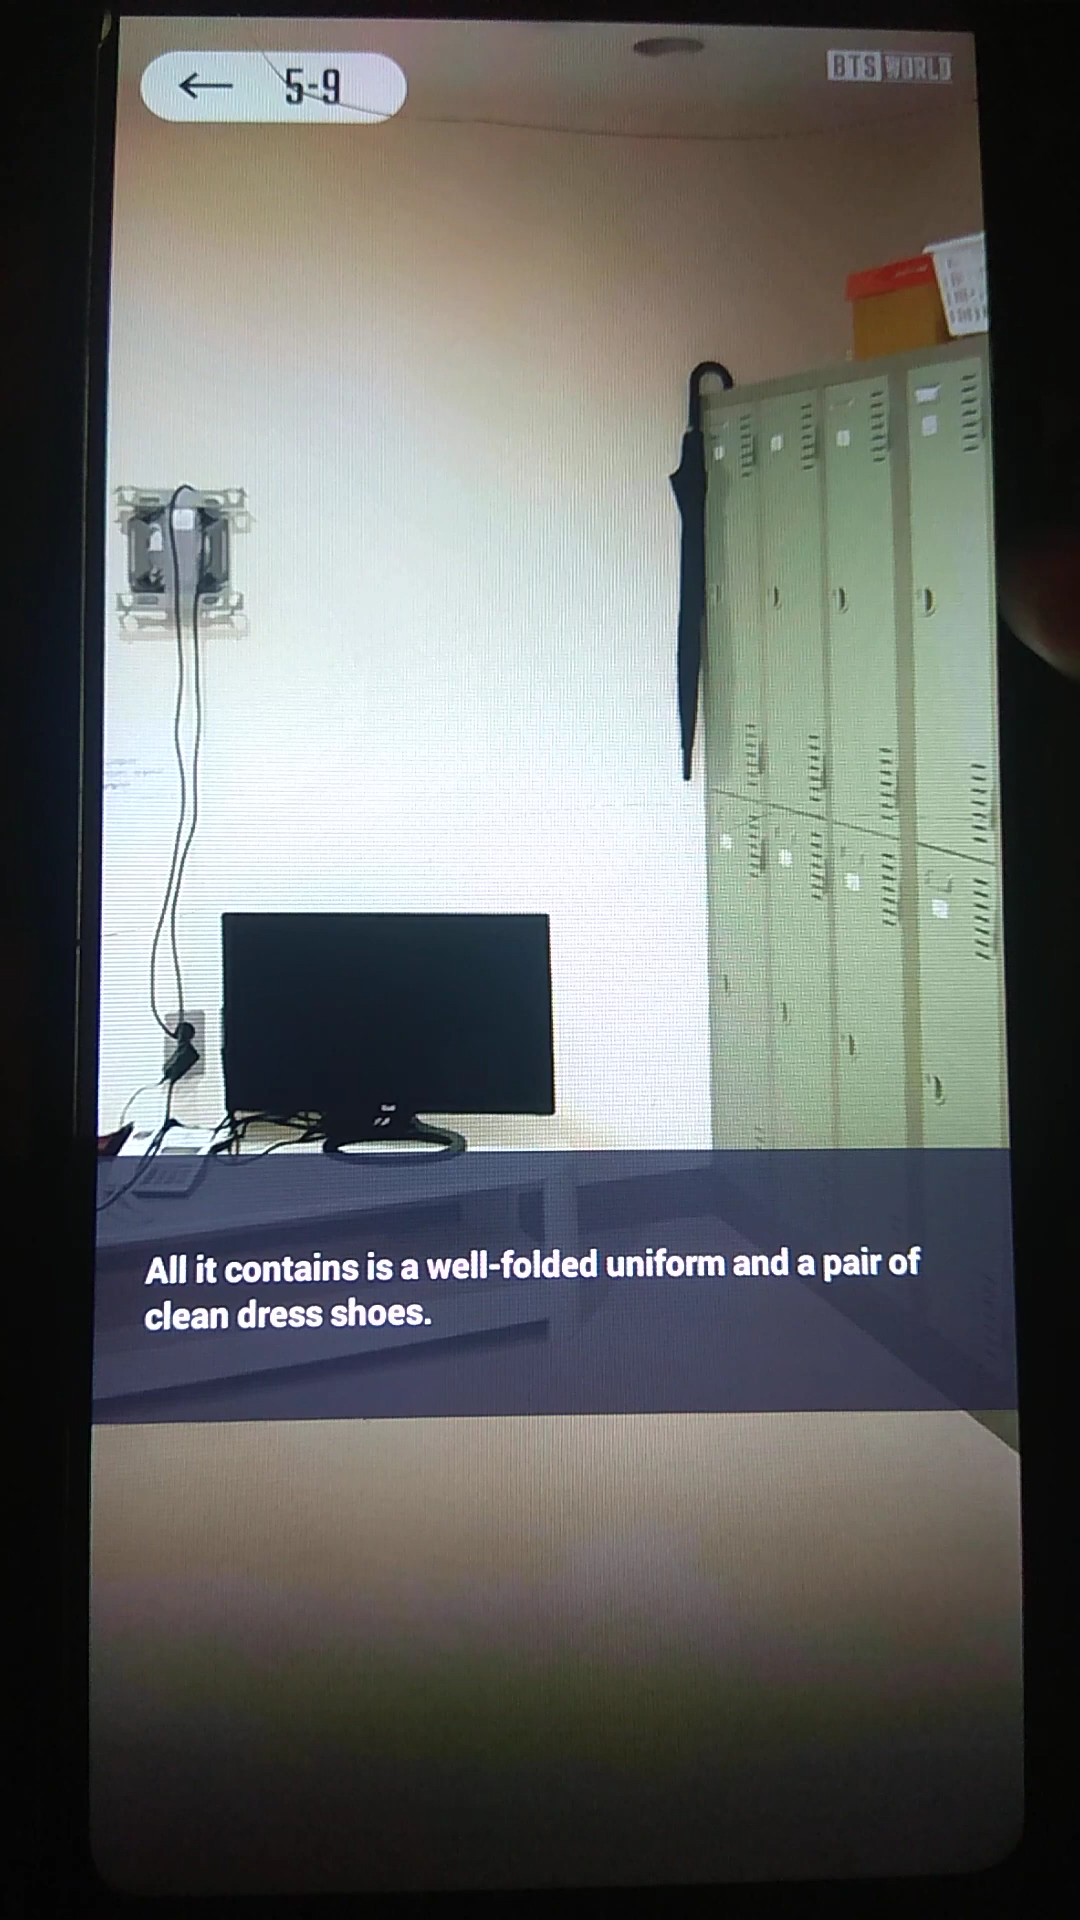 5-9
BTS WORLD
All it contains is a well-folded uniform and a pair of
clean dress shoes.